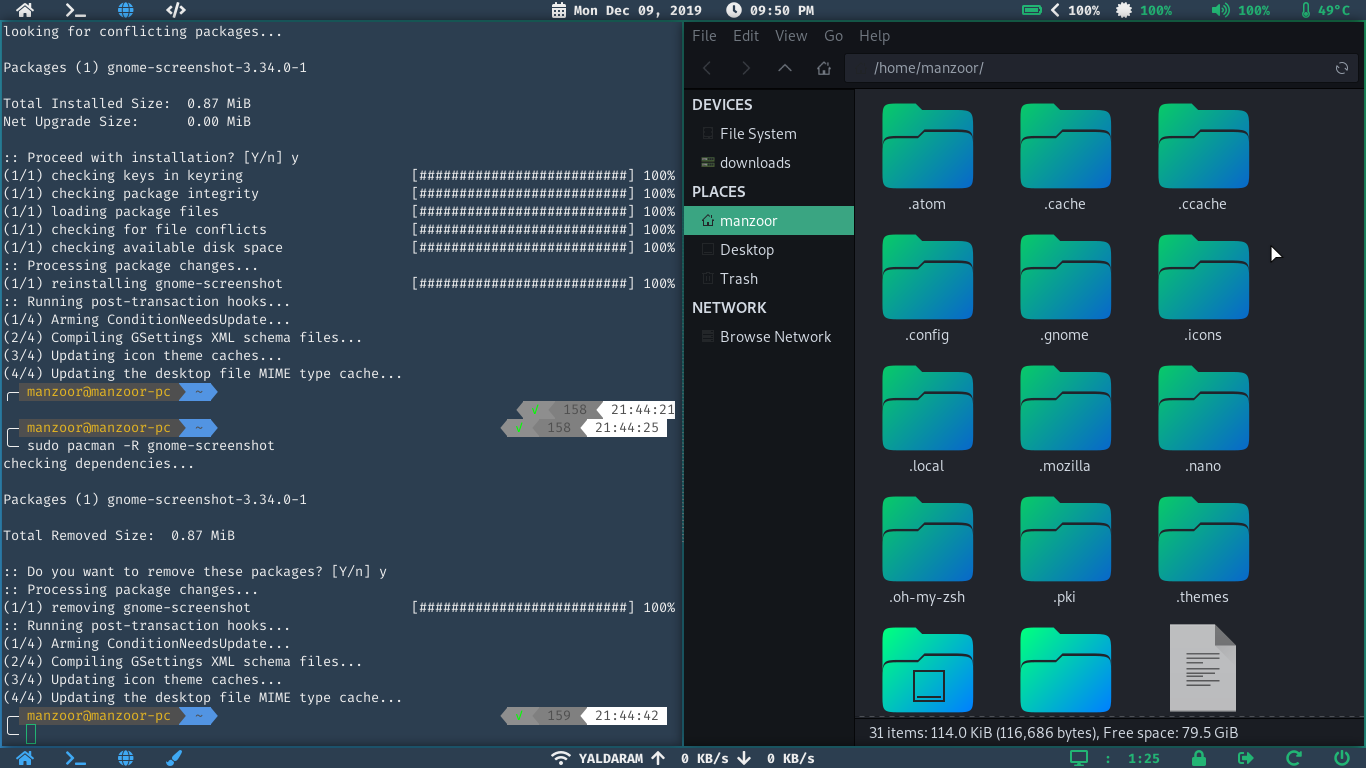 Mon Dec 09, 2019 09:50 PM 100% 100% 100% 49°C
looking for conflicting packages...
Packages (1) gnome-screenshot-3.34.0-1
Total Installed Size: 0.87 MiB
Net Upgrade Size: 0.00 MiB
:: Proceed with installation? [Y/n] y
(1/1) checking keys in keyring [##########################] 100%
(1/1) checking package integrity [##########################] 100%
(1/1) loading package files [##########################] 100%
(1/1) checking for file conflicts [##########################] 100%
(1/1) checking available disk space [##########################] 100%
:: Processing package changes...
(1/1) reinstalling gnome-screenshot [##########################] 100%
:: Running post-transaction hooks...
(1/4) Arming ConditionNeedsUpdate...
(2/4) Compiling GSettings XML schema files...
(3/4) Updating icon theme caches...
(4/4) Updating the desktop file MIME type cache...
manzoor@manzoor-pc ~
158 21:44:21
manzoor@manzoor-pc ~ 158 21:44:25
sudo pacman -R gnome-screenshot
checking dependencies...
Packages (1) gnome-screenshot-3.34.0-1
Total Removed Size: 0.87 MiB
:: Do you want to remove these packages? [Y/n] y
:: Processing package changes...
(1/1) removing gnome-screenshot [##########################] 100%
:: Running post-transaction hooks...
(1/4) Arming ConditionNeedsUpdate...
(2/4) Compiling GSettings XML schema files...
(3/4) Updating icon theme caches...
(4/4) Updating the desktop file MIME type cache...
manzoor@manzoor-pc ~ 159 21:44:42
File Edit View Go Help
/home/manzoor/
DEVICES
File System
downloads
PLACES
manzoor
Desktop
Trash
NETWORK
Browse Network
.atom .cache .ccache
.config .gnome .icons
.local .mozilla .nano
.oh-my-zsh .pki .themes
31 items: 114.0 KiB (116,686 bytes), Free space: 79.5 GiB
YALDARAM 0 KB/s 0 KB/s : 1:25